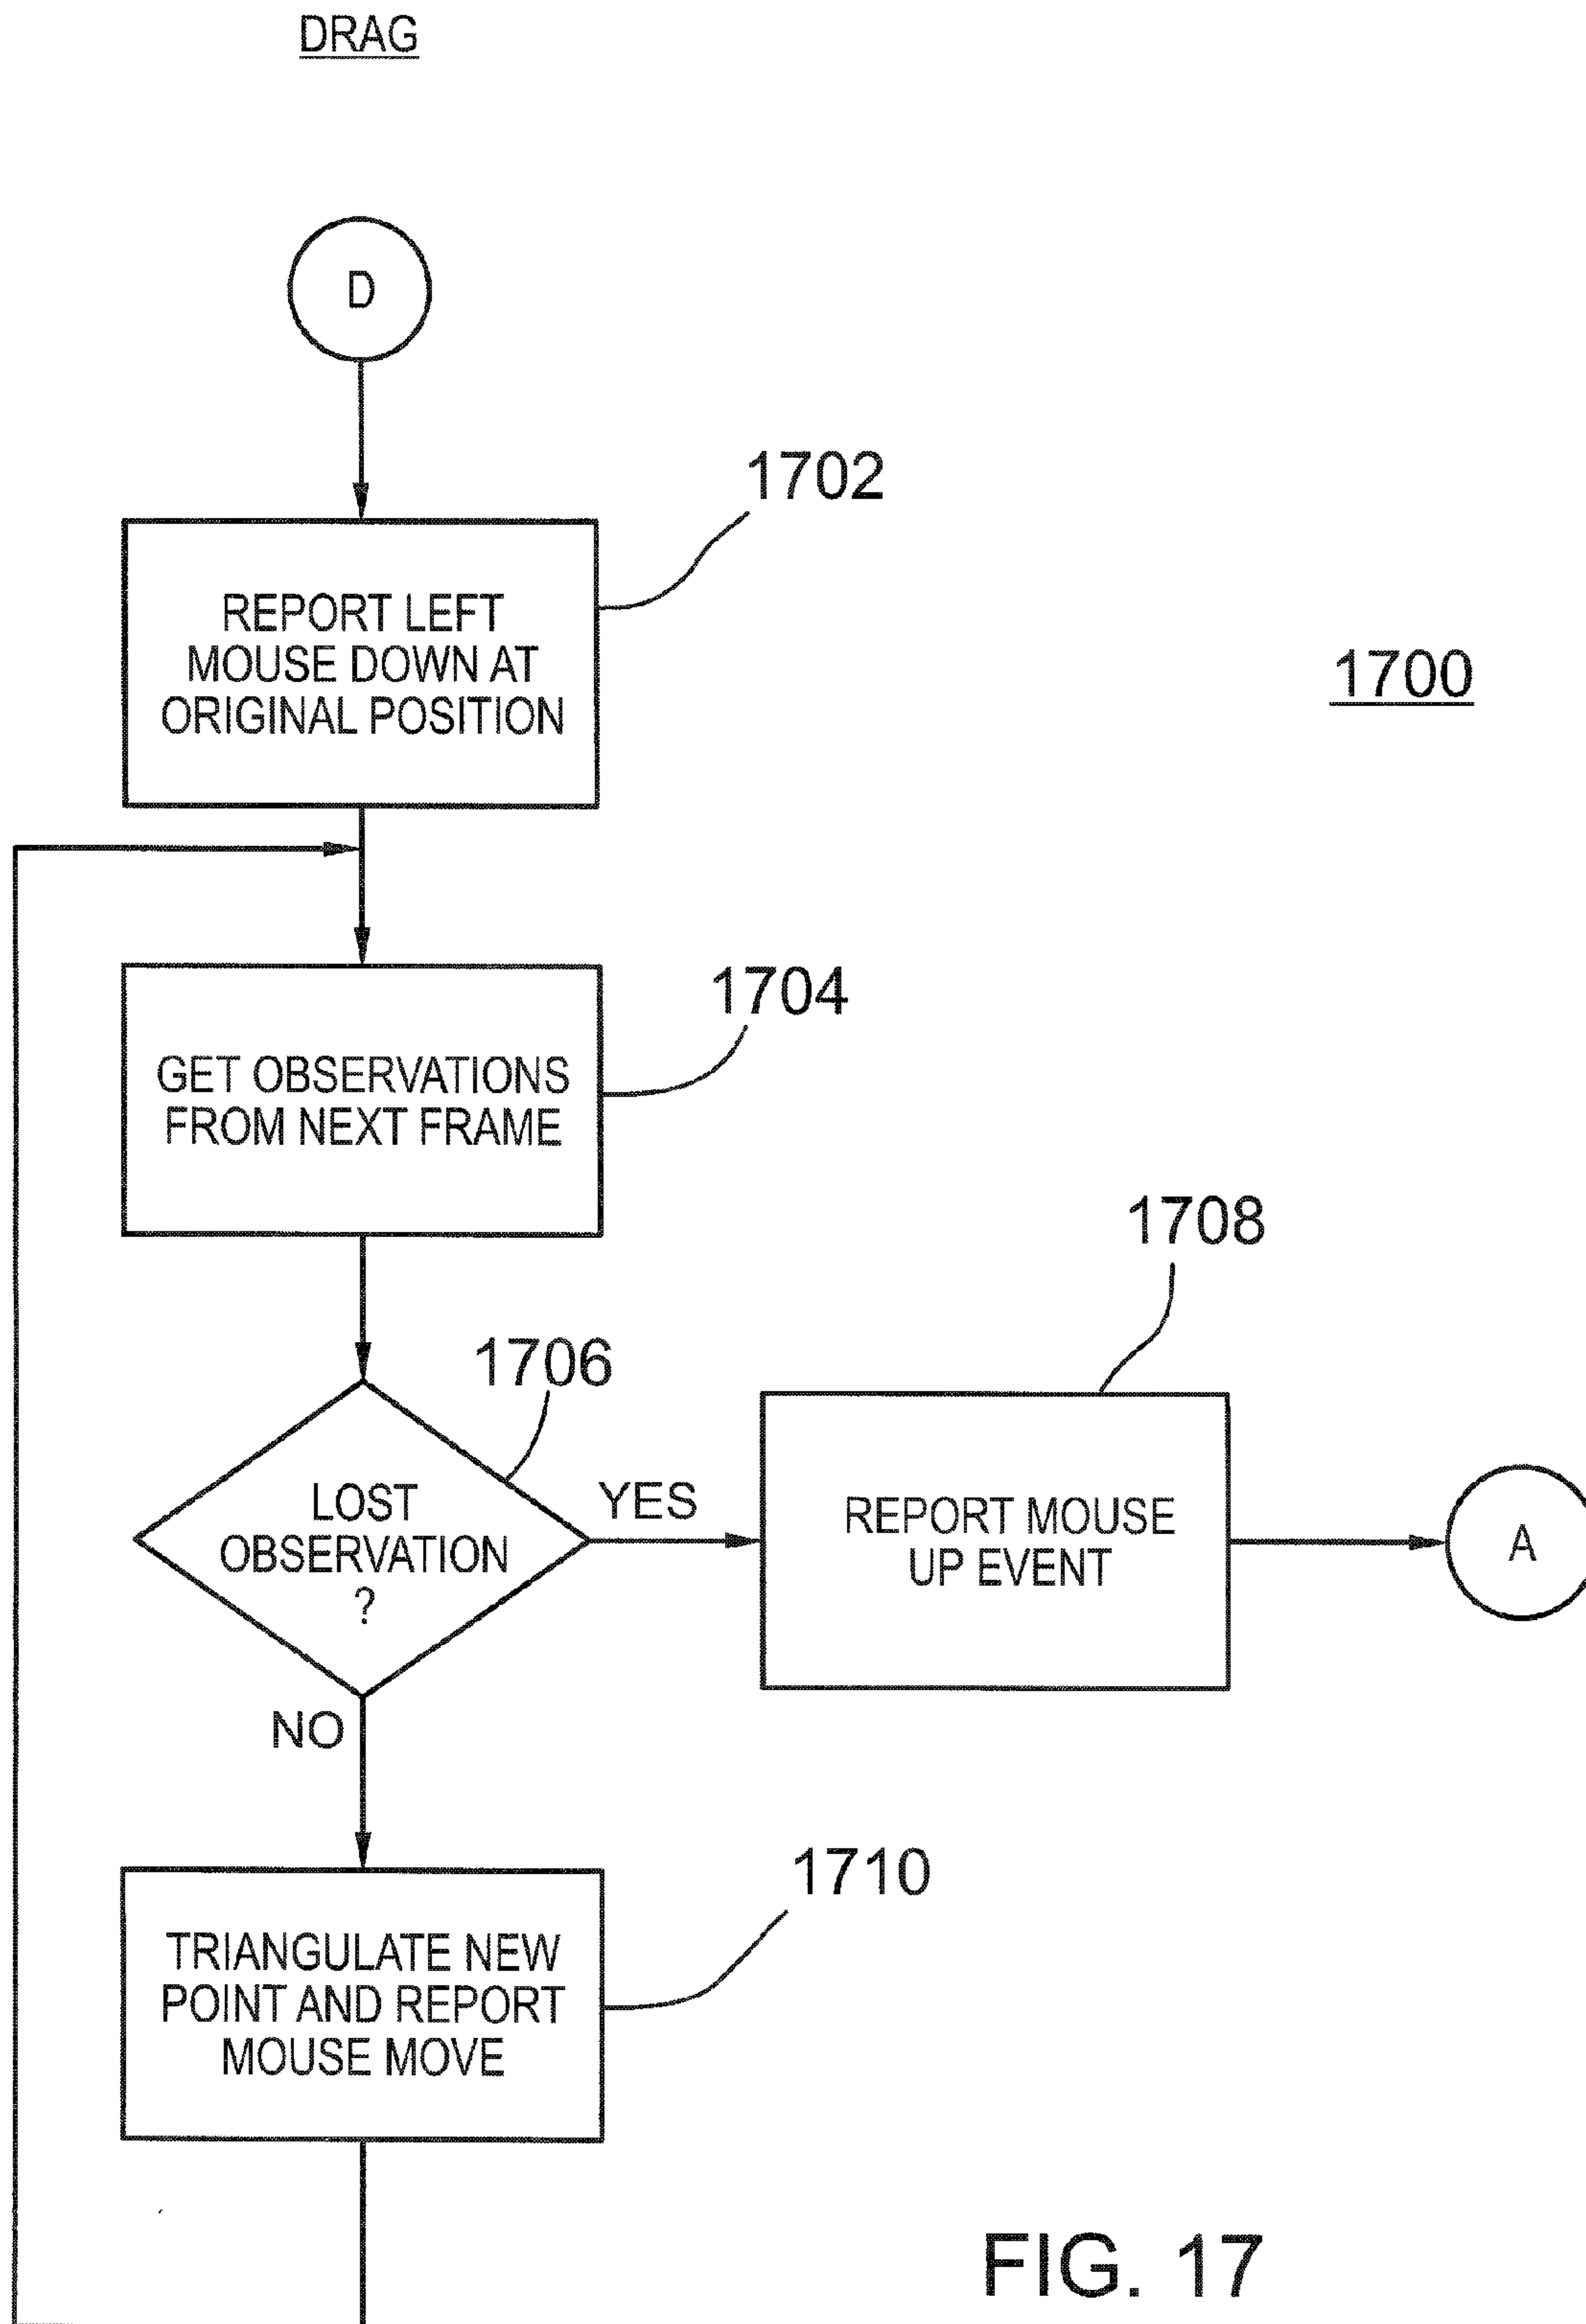 DRAG
D
1702
REPORT LEFT
MOUSE DOWN AT
ORIGINAL POSITION
1700
1704
GET OBSERVATIONS
FROM NEXT FRAME
1708
1706
LOST
OBSERVATION
?
YES
REPORT MOUSE
UP EVENT
A
NO
1710
TRIANGULATE NEW
POINT AND REPORT
MOUSE MOVE
FIG. 17